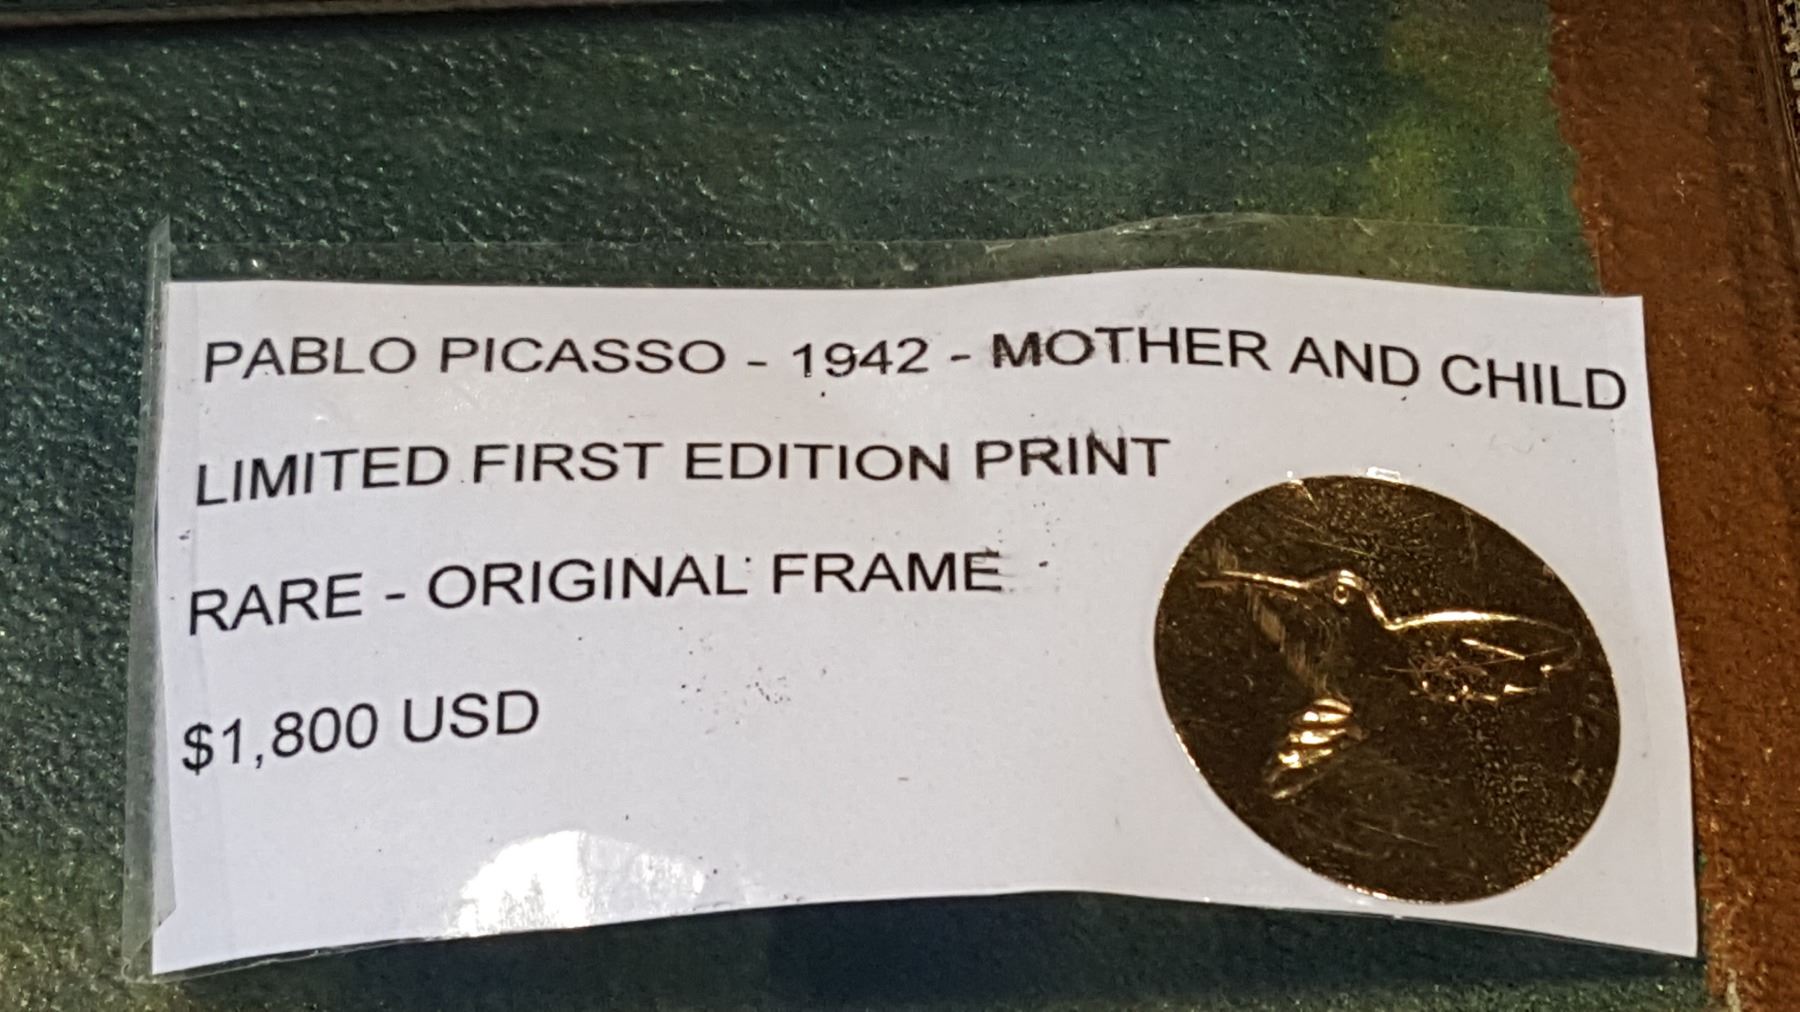 PABLO PICASSO - 1942 - MOTHER AND CHILD
LIMITED FIRST EDITION PRINT
RARE - ORIGINAL FRAME
$1,800 USD